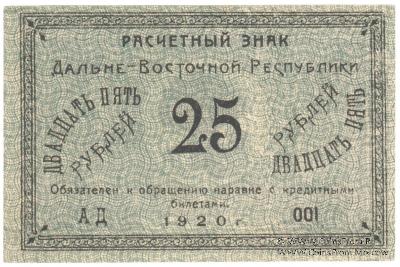 РАСЧЕТНЫЙ ЗНАК
ДАЛЬНЕ-ВОСТОЧНОЙ РЕСПУБЛИКИ
ДВАДЦАТЬ ПЯТЬ
РУБЛЕЙ
25
РУБЛЕЙ
ДВАДЦАТЬ ПЯТЬ
Обязателен к обращению наравне с кредитными
билетами.
АД
1920 г.
001